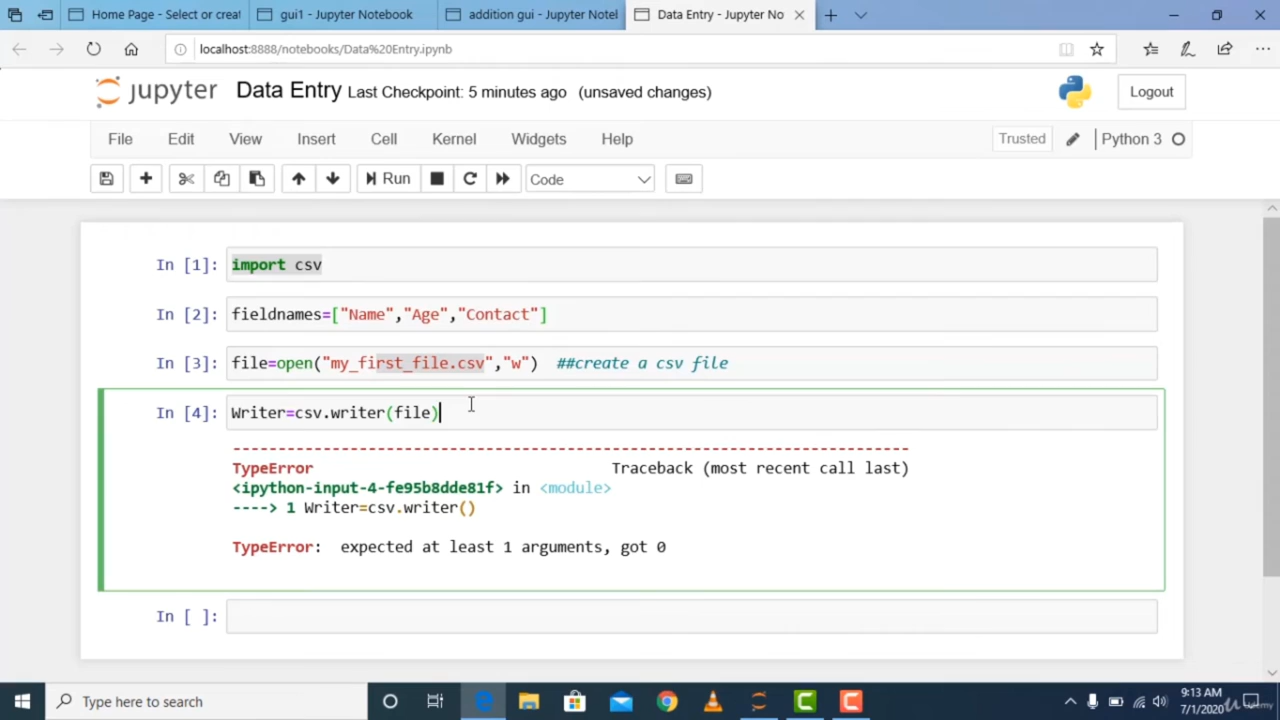 Home Page - Select or creat
gui1 - Jupyter Notebook
addition gui - Jupyter Notel
Data Entry - Jupyter No
localhost:8888/notebooks/Data%20Entry.ipynb
jupyter Data Entry Last Checkpoint: 5 minutes ago (unsaved changes)
Logout
File Edit View Insert Cell Kernel Widgets Help
Trusted
Python 3
Run
Code
In [1]: import csv
In [2]: fieldnames=["Name","Age","Contact"]
In [3]: file=open("my_first_file.csv","w") ##create a csv file
In [4]: Writer=csv.writer(file)
---------------------------------------------------------------------------
TypeError Traceback (most recent call last)
<ipython-input-4-fe95b8dde81f> in <module>
----> 1 Writer=csv.writer()
TypeError: expected at least 1 arguments, got 0
In [ ]:
Type here to search
9:13 AM
7/1/2020
Udemy